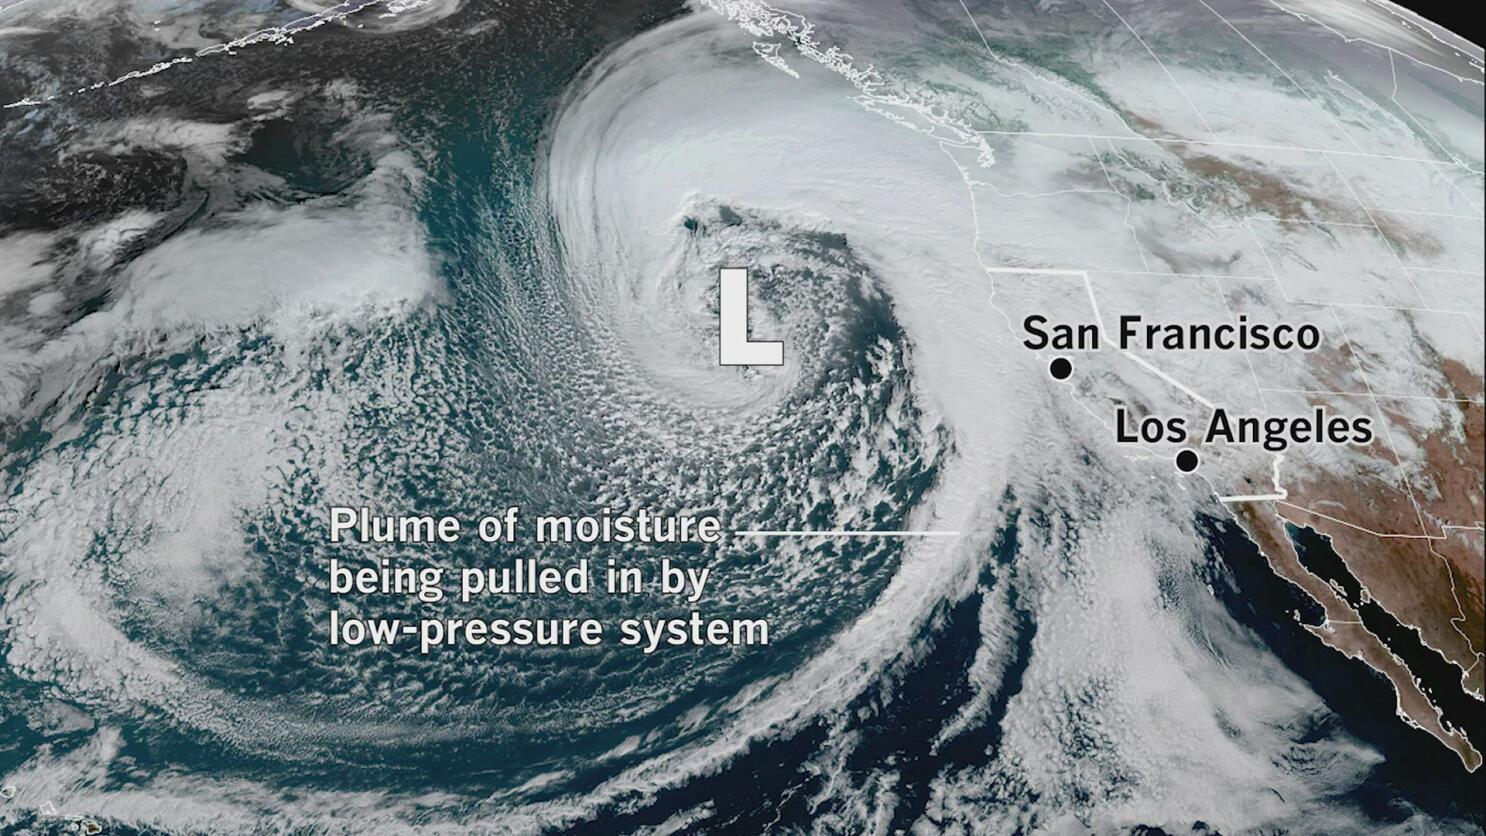 L
San Francisco
Los Angeles
Plume of moisture
being pulled in by
low-pressure system